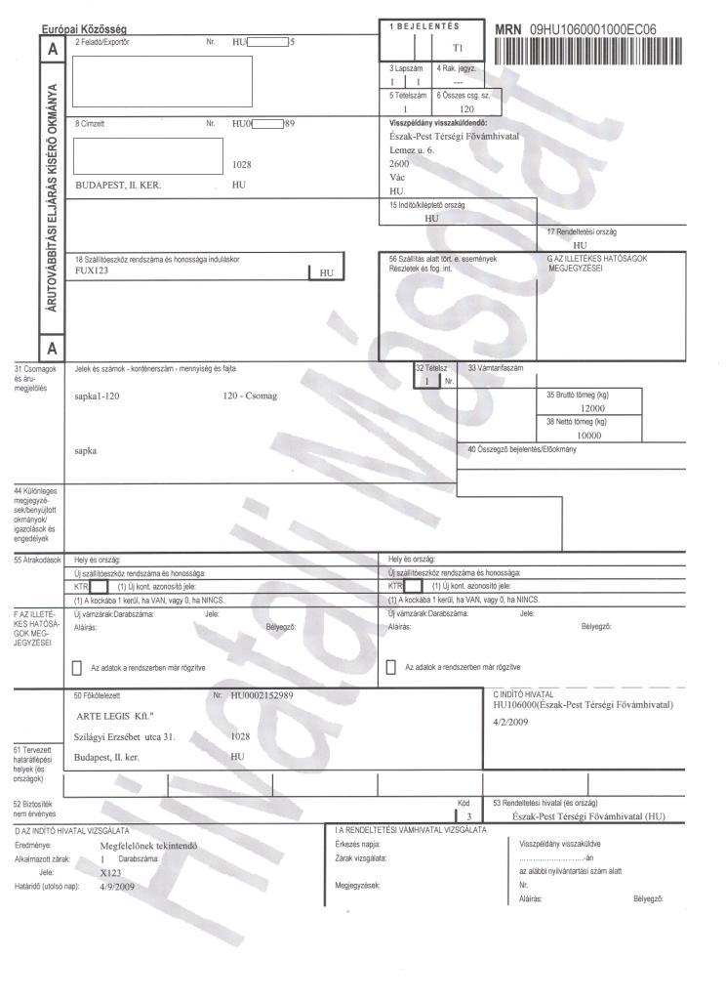 Európai Közösség
1 BEJELENTÉS
T1
MRN 09HU1060001000EC06
A
ÁRUTOVÁBBÍTÁSI ELJÁRÁS KÍSÉRŐ OKMÁNYA
A
2 Feladó/Exportőr Nr. HU 5
3 Lapszám 4 Rak. jegyz.
1 1 ---
5 Tételszám 6 Összes csg. sz.
1 120
8 Címzett Nr. HU0 89
1028
BUDAPEST, II. KER. HU
Visszpéldány visszaküldendő:
Észak-Pest Térségi Fővámhivatal
Lemez u. 6.
2600
Vác
HU
15 Indító/kiléptető ország
HU
17 Rendeltetési ország
HU
18 Szállítóeszköz rendszáma és honossága induláskor
FUX123 HU
56 Szállítás alatt tört. e. események
Részletek és fog. int.
G AZ ILLETÉKES HATÓSÁGOK
MEGJEGYZÉSEI
31 Csomagok
és áru-
megjelölés
Jelek és számok - konténerszám - mennyiség és fajta
sapka1-120 120 - Csomag
sapka
32 Tételsz
1 Nr.
33 Vámtarifaszám
35 Bruttó tömeg (kg)
12000
38 Nettó tömeg (kg)
10000
40 Összegző bejelentés/Előokmány
44 Különleges
megjegyzé-
sek/benyújtott
okmányok/
igazolások és
engedélyek
55 Átrakodások
Hely és ország:
Új szállítóeszköz rendszáma és honossága:
KTR (1) Új kont. azonosító jele:
(1) A kockába 1 kerül, ha VAN, vagy 0, ha NINCS.
Hely és ország:
Új szállítóeszköz rendszáma és honossága:
KTR (1) Új kont. azonosító jele:
(1) A kockába 1 kerül, ha VAN, vagy 0, ha NINCS.
F AZ ILLETÉ-
KES HATÓSÁ-
GOK MEG-
JEGYZÉSEI
Új vámzárak:Darabszáma: Jele:
Aláírás: Bélyegző:
Az adatok a rendszerben már rögzítve
Új vámzárak:Darabszáma: Jele:
Aláírás: Bélyegző:
Az adatok a rendszerben már rögzítve
50 Főkötelezett Nr. HU0002152989
ARTE LEGIS Kft."
Szilágyi Erzsébet utca 31. 1028
Budapest, II. ker. HU
C INDÍTÓ HIVATAL
HU106000(Észak-Pest Térségi Fővámhivatal)
4/2/2009
51 Tervezett
határátlépési
helyek (és
országok)
52 Biztosíték
nem érvényes
Kód
3
53 Rendeltetési hivatal (és ország)
Észak-Pest Térségi Fővámhivatal (HU)
D AZ INDÍTÓ HIVATAL VIZSGÁLATA
Eredménye: Megfelelőnek tekintendő
Alkalmazott zárak: 1 Darabszáma:
Jele: X123
Határidő (utolsó nap): 4/9/2009
I A RENDELTETÉSI VÁMHIVATAL VIZSGÁLATA
Érkezés napja:
Zárak vizsgálata:
Megjegyzések:
Visszpéldány visszaküldve
..........................-án
az alábbi nyilvántartási szám alatt
Nr.
Aláírás: Bélyegző:
Hivatali Másolat